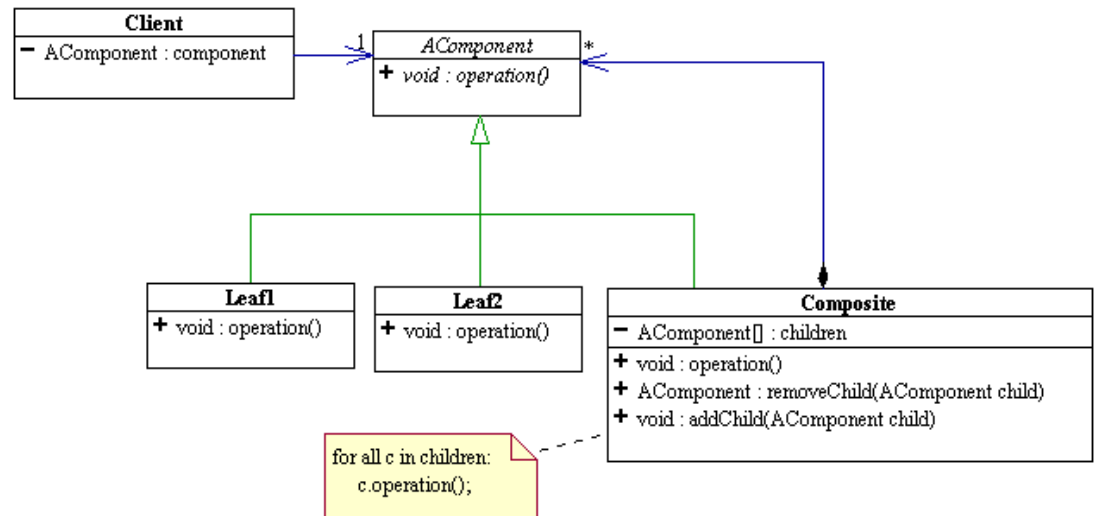 Client
− AComponent : component
1
AComponent
*
+ void : operation()
Leaf1
+ void : operation()
Leaf2
+ void : operation()
Composite
− AComponent[] : children
+ void : operation()
+ AComponent : removeChild(AComponent child)
+ void : addChild(AComponent child)
for all c in children:
c.operation();